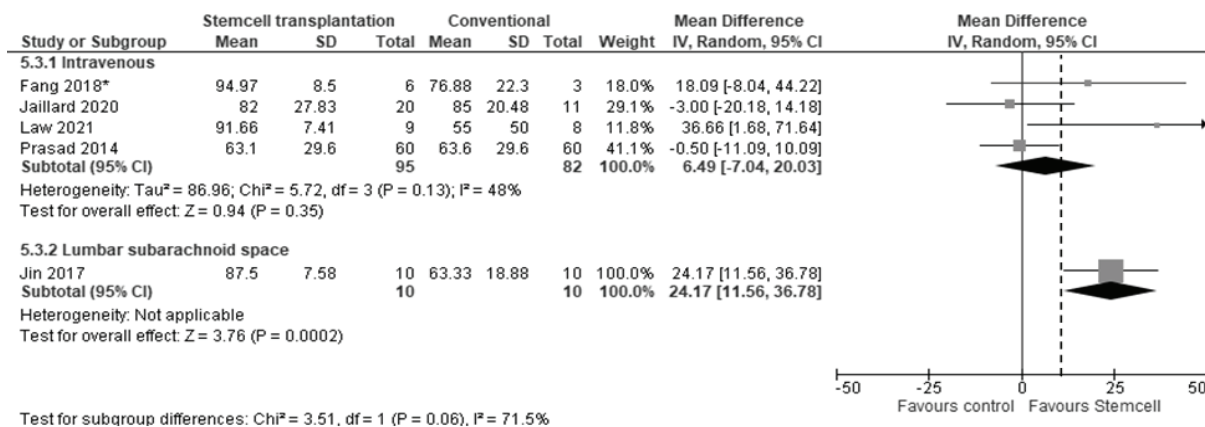 Stemcell transplantation Conventional Mean Difference Mean Difference
Study or Subgroup Mean SD Total Mean SD Total Weight IV, Random, 95% CI IV, Random, 95% CI
5.3.1 Intravenous
Fang 2018* 94.97 8.5 6 76.88 22.3 3 18.0% 18.09 [-8.04, 44.22]
Jaillard 2020 82 27.83 20 85 20.48 11 29.1% -3.00 [-20.18, 14.18]
Law 2021 91.66 7.41 9 55 50 8 11.8% 36.66 [1.68, 71.64]
Prasad 2014 63.1 29.6 60 63.6 29.6 60 41.1% -0.50 [-11.09, 10.09]
Subtotal (95% CI) 95 82 100.0% 6.49 [-7.04, 20.03]
Heterogeneity: Tau² = 86.96; Chi² = 5.72, df = 3 (P = 0.13); I² = 48%
Test for overall effect: Z = 0.94 (P = 0.35)
5.3.2 Lumbar subarachnoid space
Jin 2017 87.5 7.58 10 63.33 18.88 10 100.0% 24.17 [11.56, 36.78]
Subtotal (95% CI) 10 10 100.0% 24.17 [11.56, 36.78]
Heterogeneity: Not applicable
Test for overall effect: Z = 3.76 (P = 0.0002)
-50 -25 0 25 50
Favours control Favours Stemcell
Test for subgroup differences: Chi² = 3.51, df = 1 (P = 0.06), I² = 71.5%